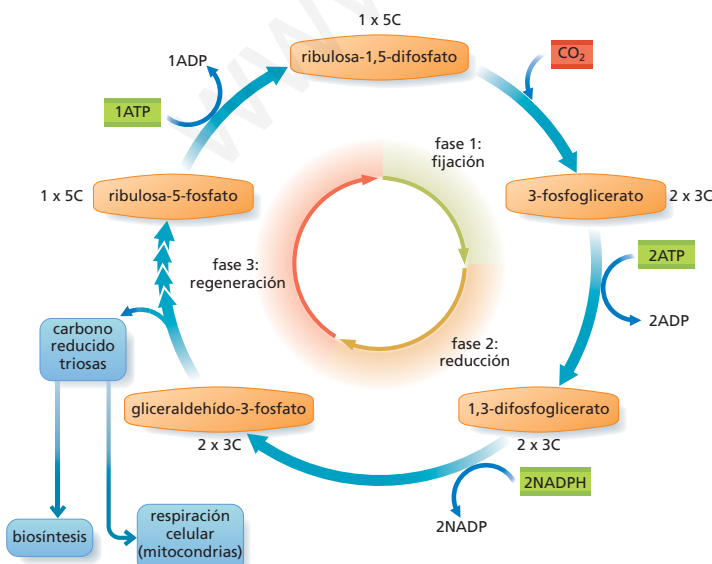 1 x 5C
ribulosa-1,5-difosfato
CO₂
1ADP
1ATP
fase 1:
fijación
1 x 5C
ribulosa-5-fosfato
3-fosfoglicerato
2 x 3C
2ATP
2ADP
fase 3:
regeneración
fase 2:
reducción
carbono
reducido
triosas
gliceraldehído-3-fosfato
2 x 3C
1,3-difosfoglicerato
2 x 3C
2NADPH
2NADP
biosíntesis
respiración
celular
(mitocondrias)